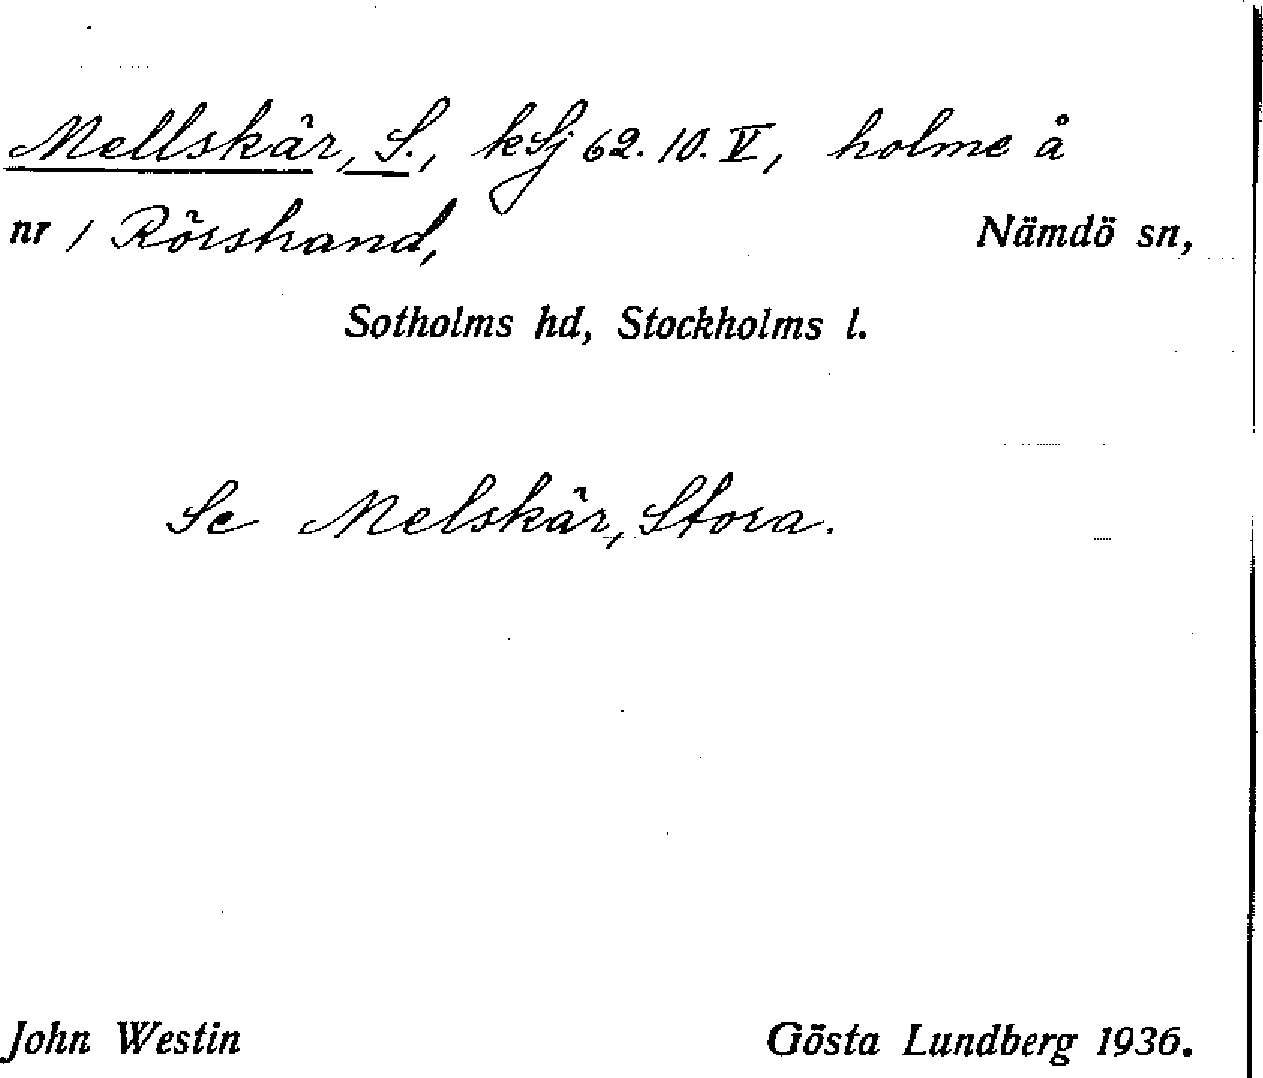 Mellskär, S., kSj 62.10.V, holme å
nr 1 Rörstrand, Nämdö sn,
Sotholms hd, Stockholms l.
Se Melskär, Stora.
John Westin Gösta Lundberg 1936.